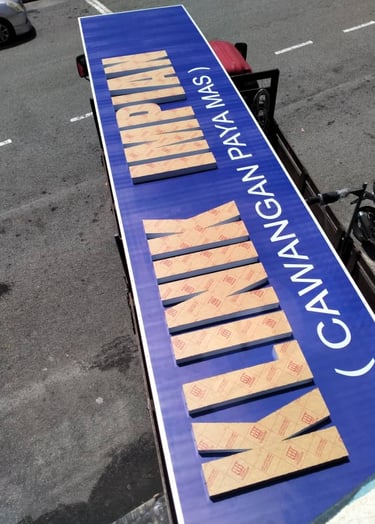 KLINIK IMPIAN
( CAWANGAN PAYA MAS )